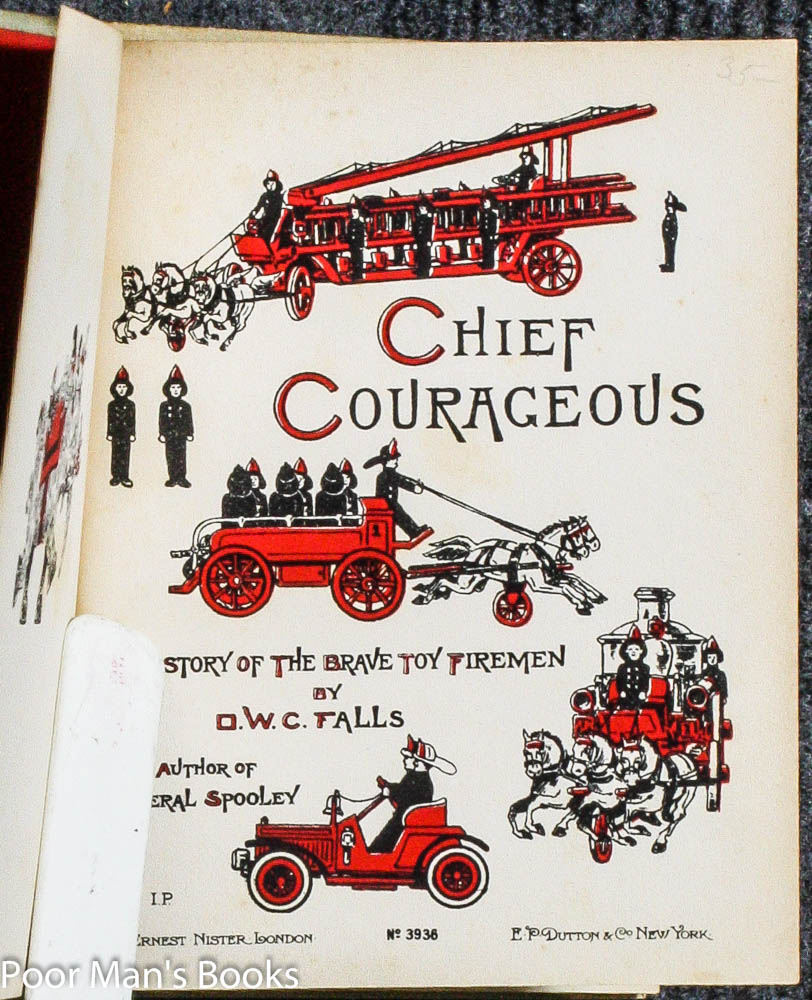 35-
CHIEF
COURAGEOUS
STORY OF THE BRAVE TOY FIREMEN
BY
D.W.C. FALLS
AUTHOR OF
ERAL SPOOLEY
I.P.
ERNEST NISTER LONDON No 3936 E.P. DUTTON & Co NEW YORK
Poor Man's Books